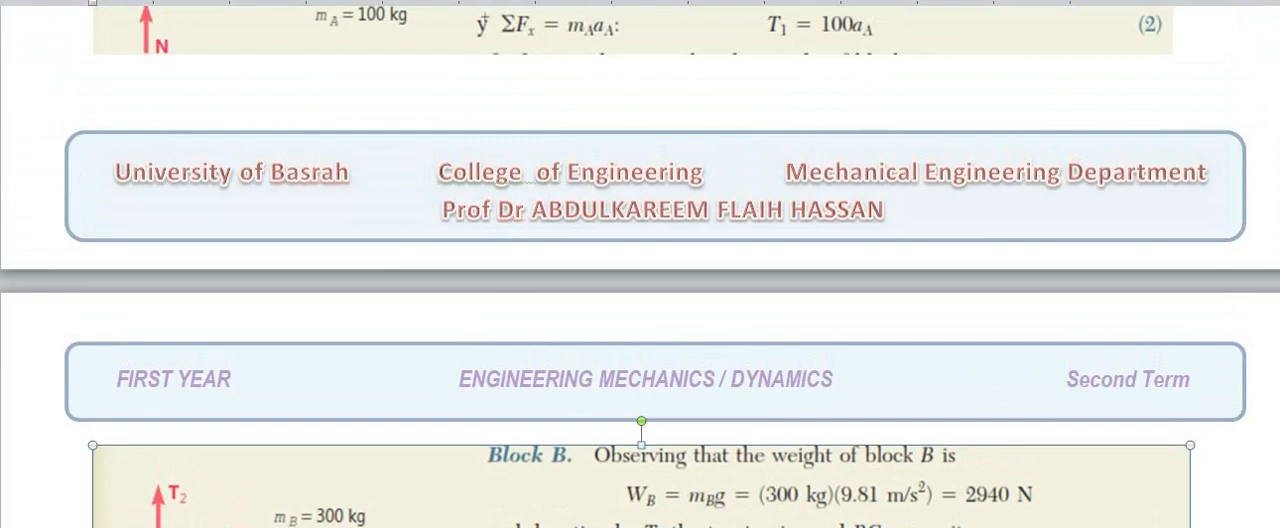 m_A = 100 kg
N
ẏ ΣF_x = m_A a_A: T₁ = 100a_A (2)
University of Basrah College of Engineering Mechanical Engineering Department
Prof Dr ABDULKAREEM FLAIH HASSAN
FIRST YEAR ENGINEERING MECHANICS / DYNAMICS Second Term
Block B. Observing that the weight of block B is
W_B = m_B g = (300 kg)(9.81 m/s²) = 2940 N
T₂
m_B = 300 kg